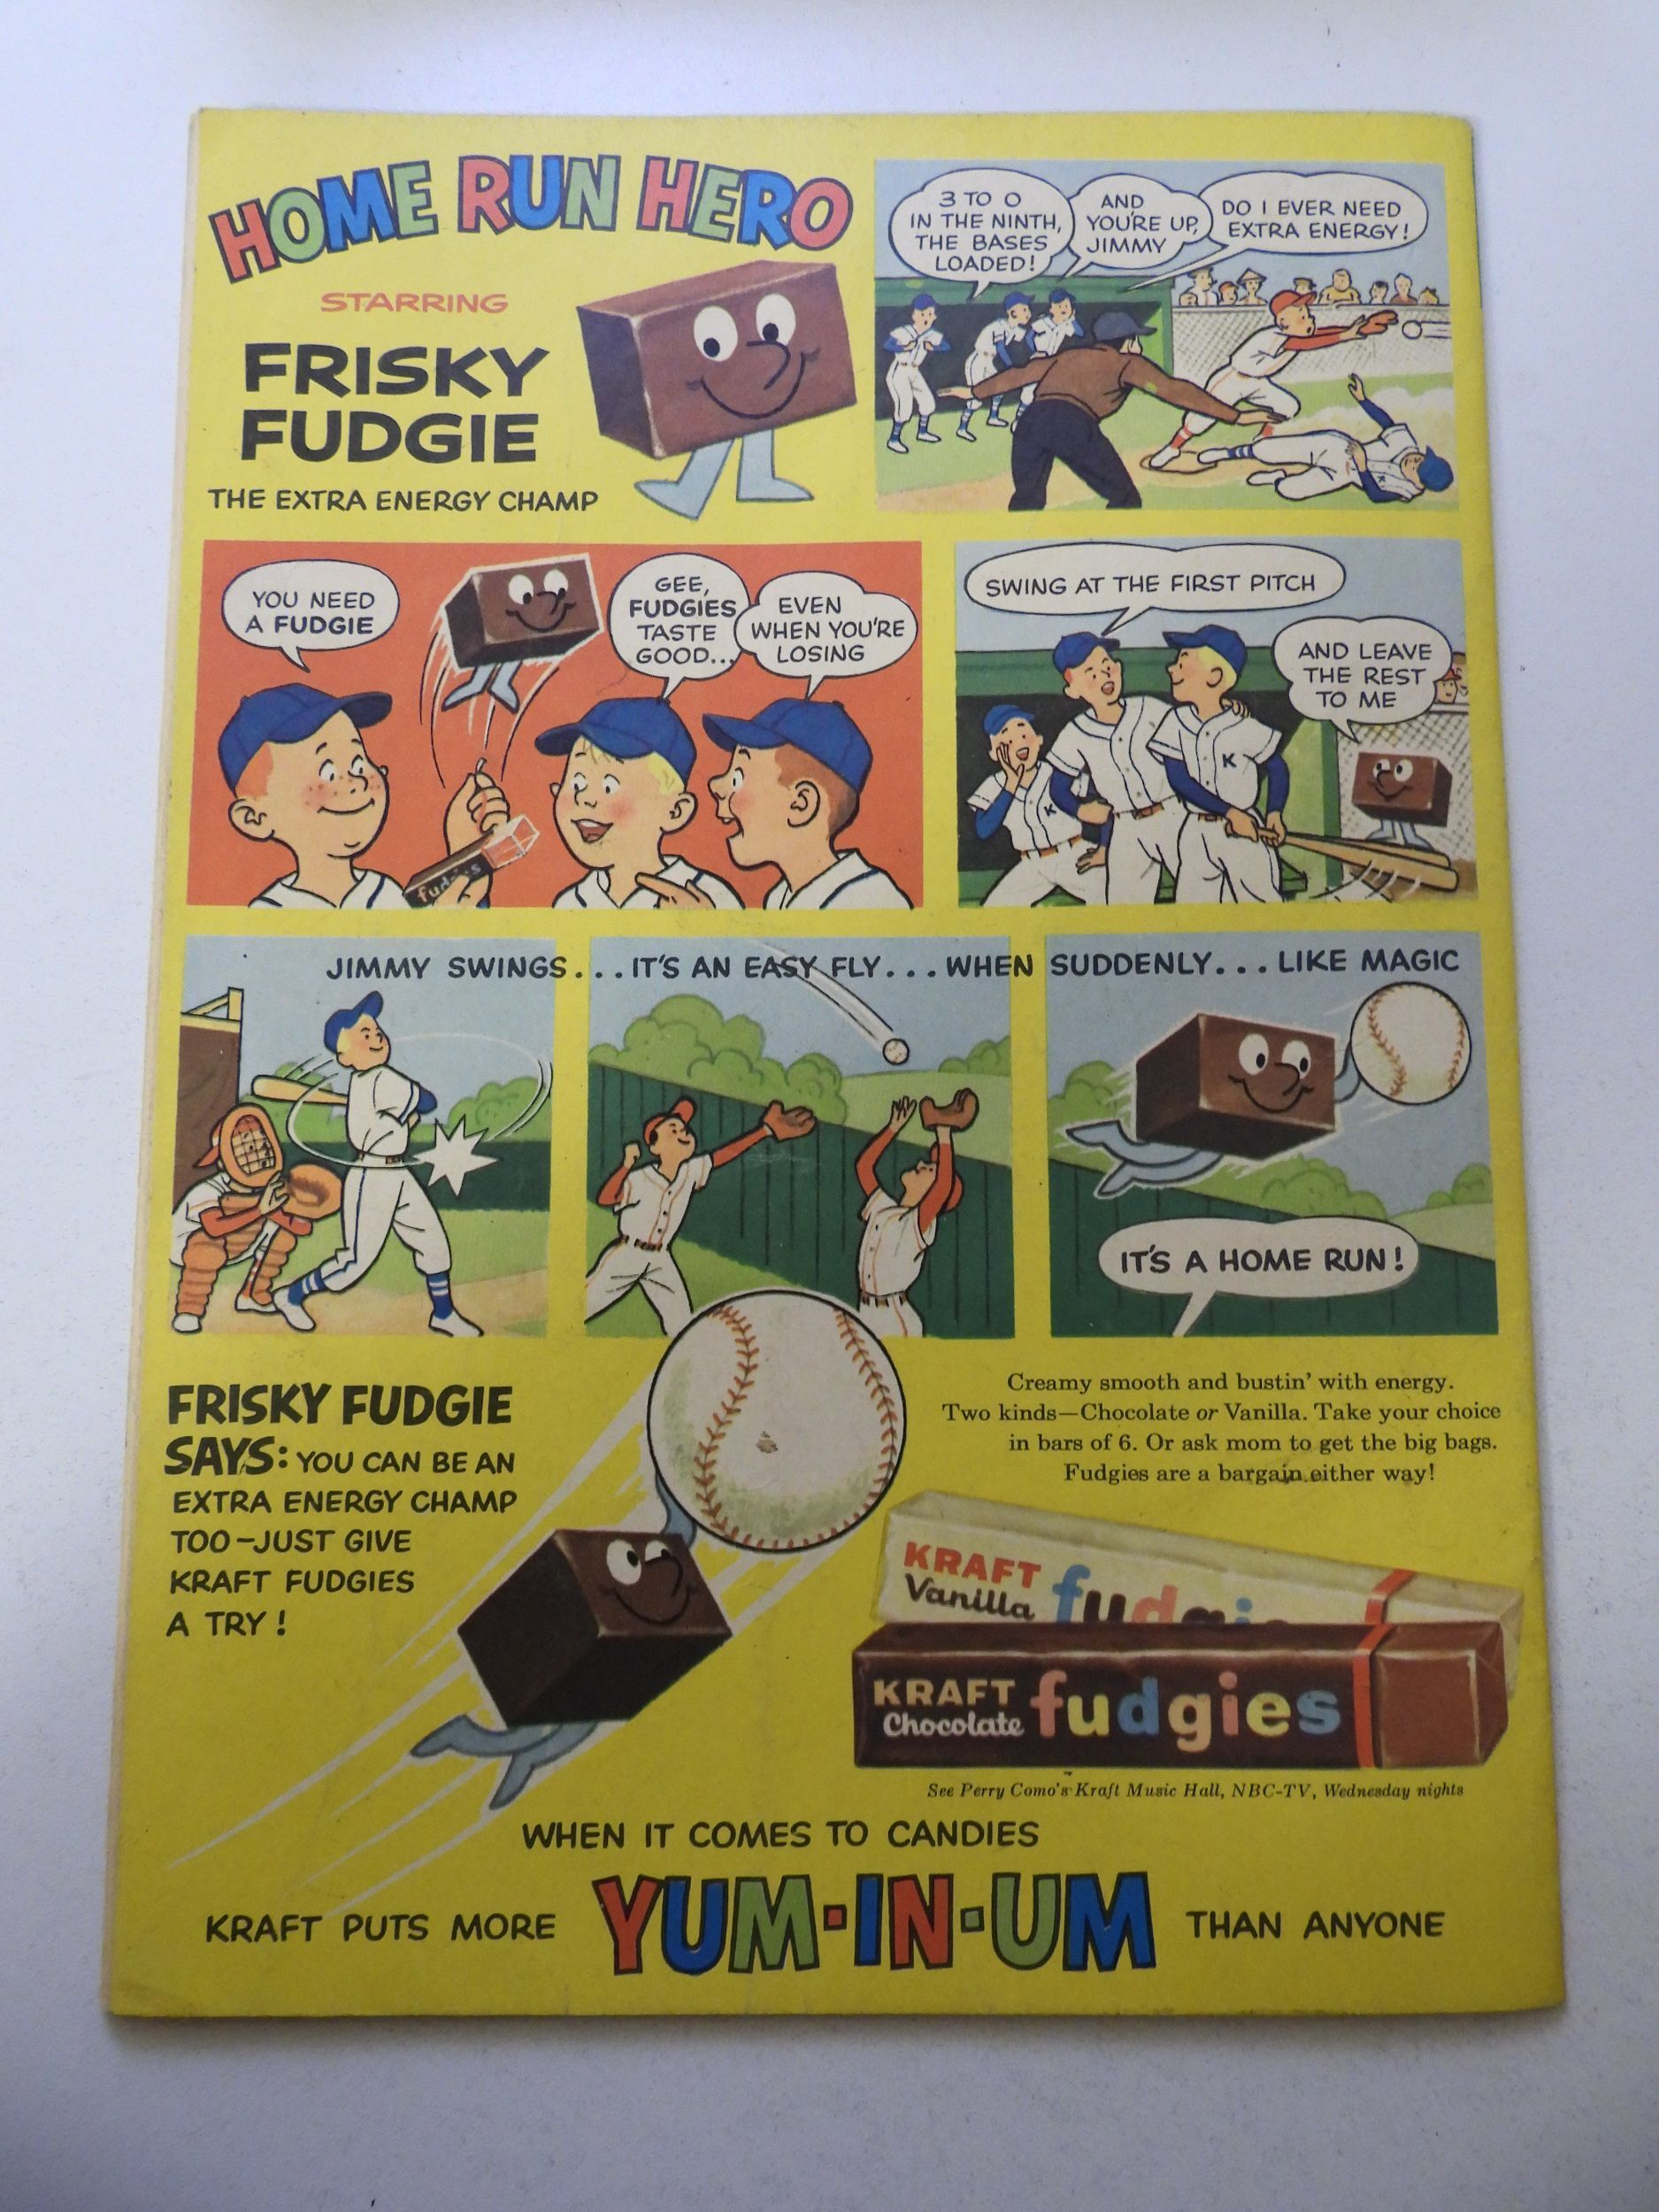 HOME RUN HERO
STARRING
FRISKY
FUDGIE
THE EXTRA ENERGY CHAMP
3 TO 0
IN THE NINTH,
THE BASES
LOADED!
AND
YOU'RE UP,
JIMMY
DO I EVER NEED
EXTRA ENERGY!
YOU NEED
A FUDGIE
GEE,
FUDGIES
TASTE
GOOD...
EVEN
WHEN YOU'RE
LOSING
SWING AT THE FIRST PITCH
AND LEAVE
THE REST
TO ME
K
K
JIMMY SWINGS...IT'S AN EASY FLY...WHEN SUDDENLY...LIKE MAGIC
IT'S A HOME RUN!
FRISKY FUDGIE
SAYS: YOU CAN BE AN
EXTRA ENERGY CHAMP
TOO–JUST GIVE
KRAFT FUDGIES
A TRY!
Creamy smooth and bustin' with energy.
Two kinds—Chocolate or Vanilla. Take your choice
in bars of 6. Or ask mom to get the big bags.
Fudgies are a bargain either way!
KRAFT
Vanilla
KRAFT
Chocolate
fudgies
See Perry Como's Kraft Music Hall, NBC-TV, Wednesday nights
WHEN IT COMES TO CANDIES
KRAFT PUTS MORE YUM-IN-UM THAN ANYONE